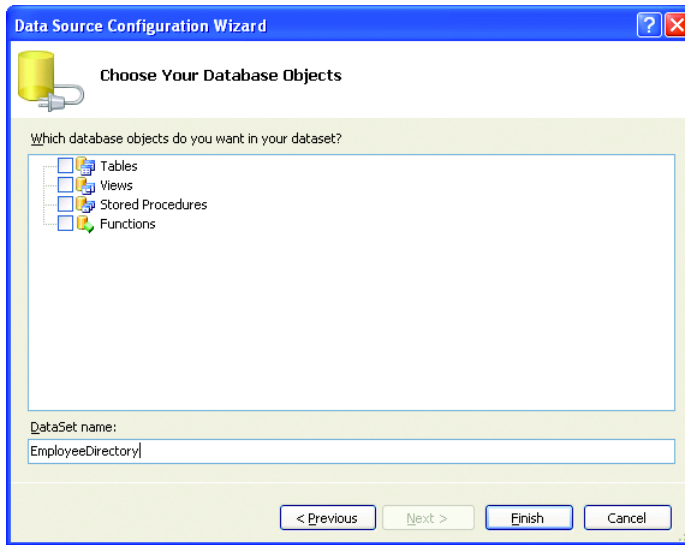 Data Source Configuration Wizard
Choose Your Database Objects
Which database objects do you want in your dataset?
Tables
Views
Stored Procedures
Functions
DataSet name:
EmployeeDirectory
< Previous Next > Finish Cancel